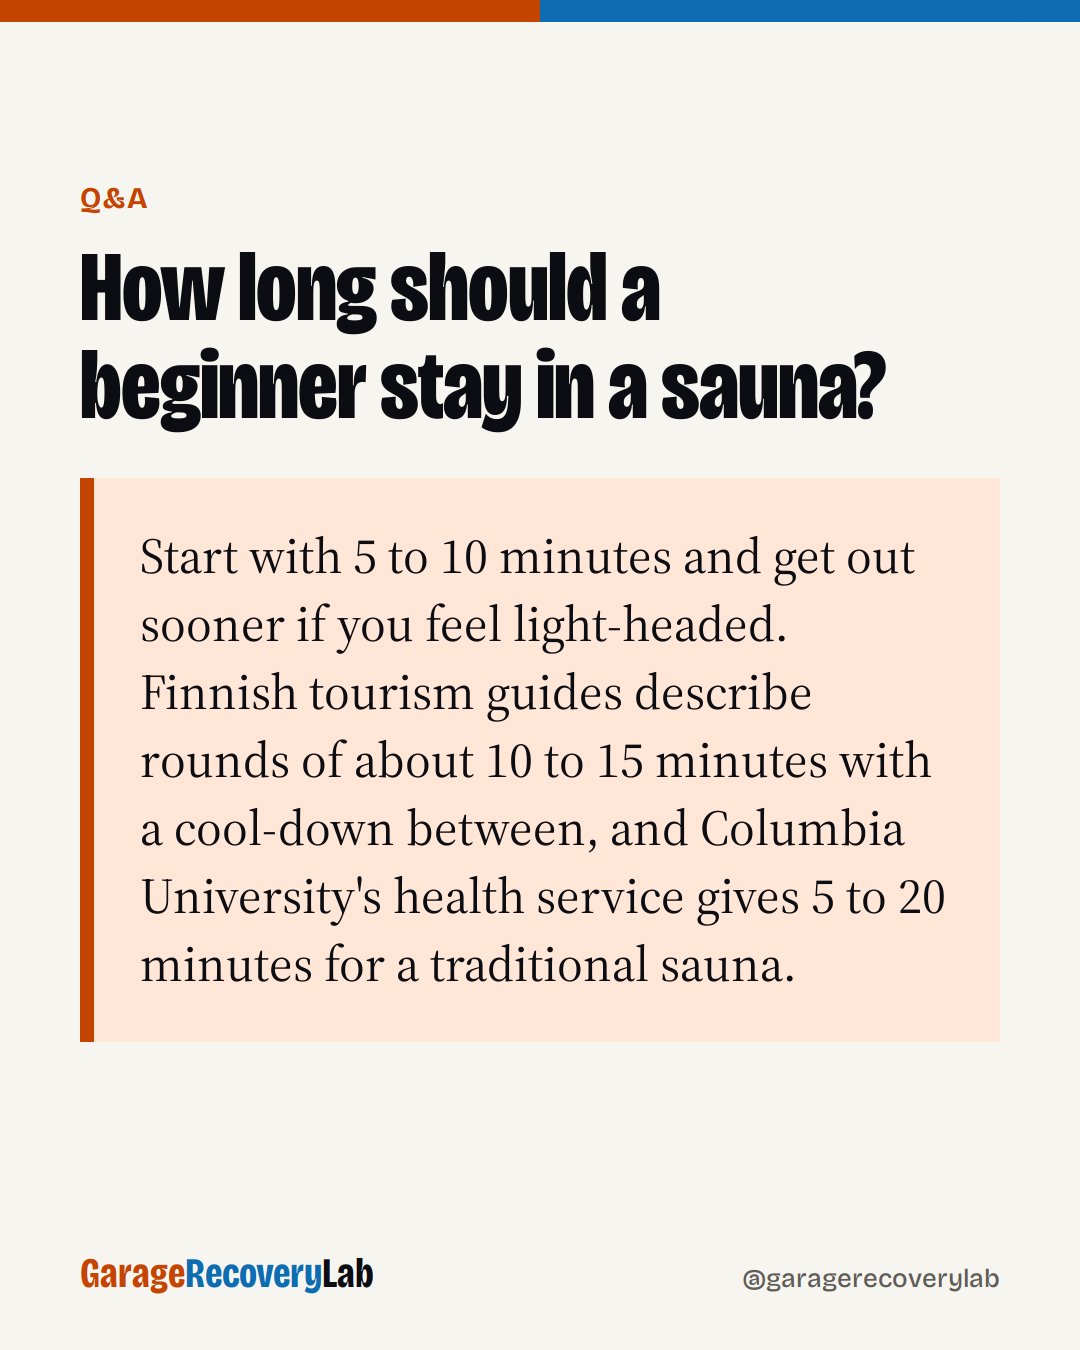 Q&A
How long should a
beginner stay in a sauna?
Start with 5 to 10 minutes and get out
sooner if you feel light-headed.
Finnish tourism guides describe
rounds of about 10 to 15 minutes with
a cool-down between, and Columbia
University's health service gives 5 to 20
minutes for a traditional sauna.
GarageRecoveryLab
@garagerecoverylab